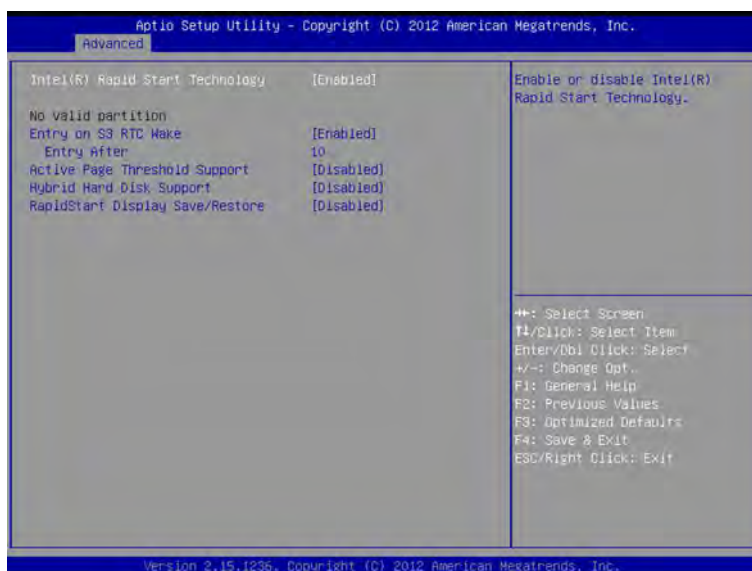 Aptio Setup Utility - Copyright (C) 2012 American Megatrends, Inc.
Advanced
Intel(R) Rapid Start Technology [Enabled]
No valid partition
Entry on S3 RTC Wake [Enabled]
Entry After 10
Active Page Threshold Support [Disabled]
Hybrid Hard Disk Support [Disabled]
RapidStart Display Save/Restore [Disabled]
Enable or disable Intel(R)
Rapid Start Technology.
→←: Select Screen
↑↓/Click: Select Item
Enter/Dbl Click: Select
+/-: Change Opt.
F1: General Help
F2: Previous Values
F3: Optimized Defaults
F4: Save & Exit
ESC/Right Click: Exit
Version 2.15.1236. Copyright (C) 2012 American Megatrends, Inc.